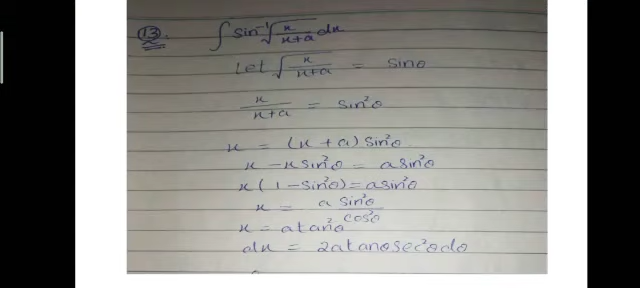 (13). ∫ sin⁻¹√(x/(x+a)) dx
Let √(x/(x+a)) = sinθ
x/(x+a) = sin²θ
x = (x+a) sin²θ
x - x sin²θ = a sin²θ
x(1 - sin²θ) = a sin²θ
x = a sin²θ/cos²θ
x = a tan²θ
dx = 2a tanθ sec²θ dθ